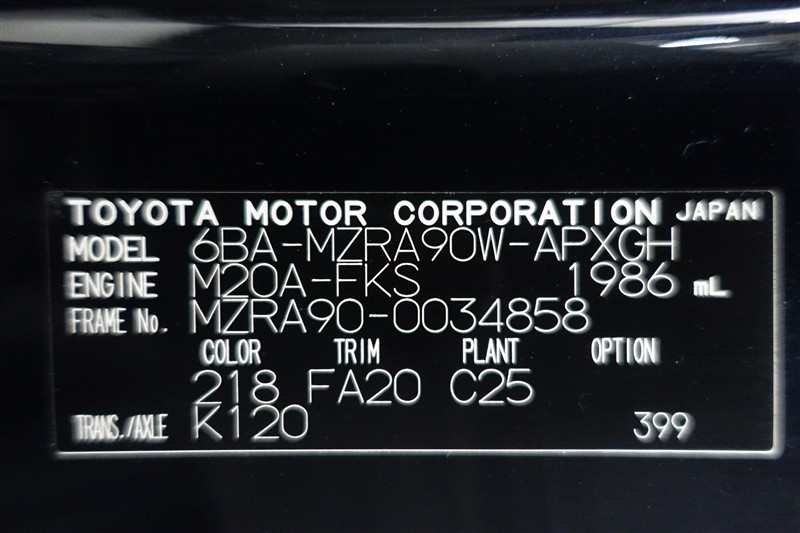 TOYOTA MOTOR CORPORATION JAPAN
MODEL 6BA-MZRA90W-APXGH
ENGINE M20A-FKS 1986 mL
FRAME No. MZRA90-0034858
COLOR TRIM PLANT OPTION
218 FA20 C25
TRANS./AXLE K120 399